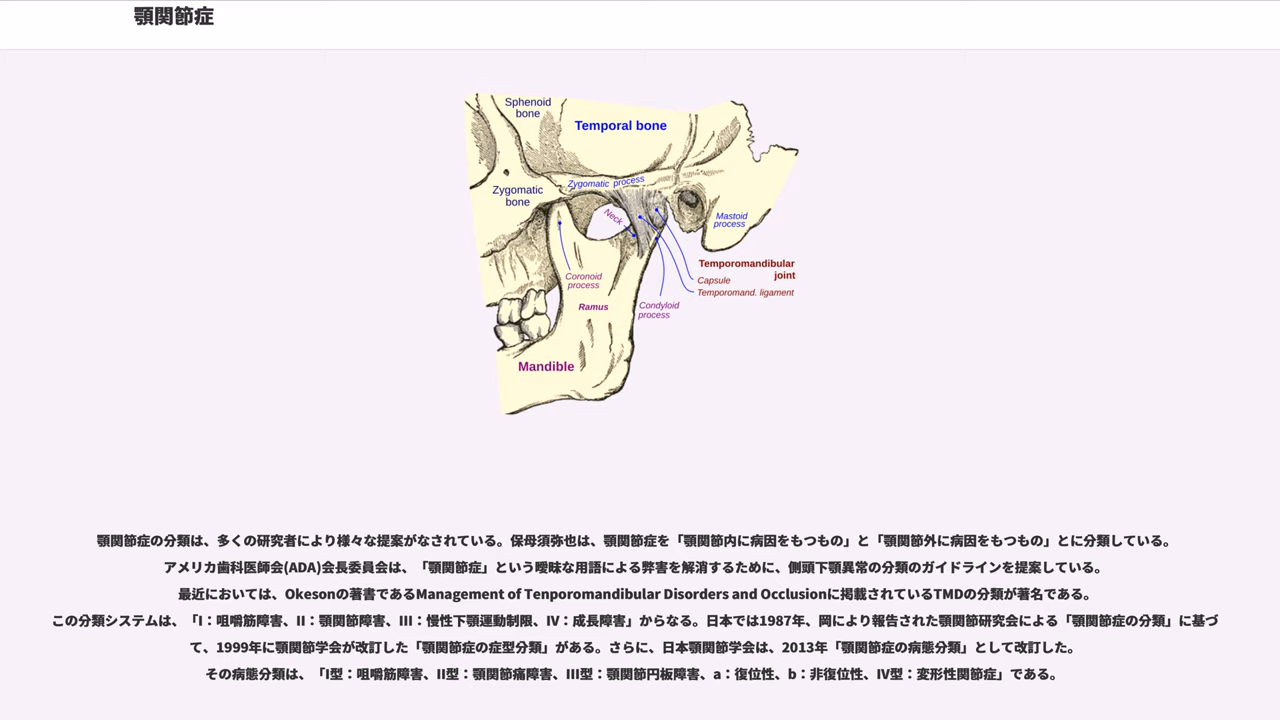 顎関節症
Sphenoid
bone
Temporal bone
Zygomatic process
Zygomatic
bone
Neck
Mastoid
process
Temporomandibular
joint
Capsule
Temporomand. ligament
Coronoid
process
Ramus
Condyloid
process
Mandible
顎関節症の分類は、多くの研究者により様々な提案がなされている。保母須弥也は、顎関節症を「顎関節内に病因をもつもの」と「顎関節外に病因をもつもの」とに分類している。
アメリカ歯科医師会(ADA)会長委員会は、「顎関節症」という曖昧な用語による弊害を解消するために、側頭下顎異常の分類のガイドラインを提案している。
最近においては、Okesonの著書であるManagement of Tenporomandibular Disorders and Occlusionに掲載されているTMDの分類が著名である。
この分類システムは、「I：咀嚼筋障害、II：顎関節障害、III：慢性下顎運動制限、IV：成長障害」からなる。日本では1987年、岡により報告された顎関節研究会による「顎関節症の分類」に基づ
て、1999年に顎関節学会が改訂した「顎関節症の症型分類」がある。さらに、日本顎関節学会は、2013年「顎関節症の病態分類」として改訂した。
その病態分類は、「I型：咀嚼筋障害、II型：顎関節痛障害、III型：顎関節円板障害、a：復位性、b：非復位性、IV型：変形性関節症」である。